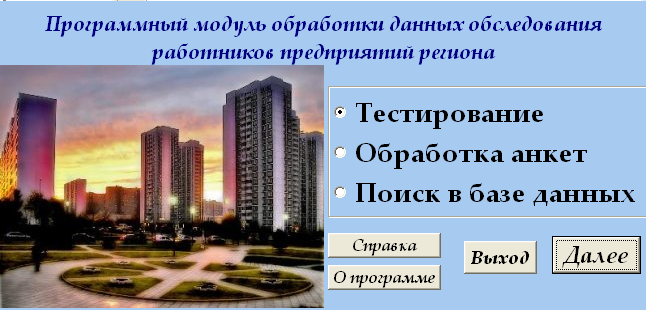 Программный модуль обработки данных обследования
работников предприятий региона
Тестирование
Обработка анкет
Поиск в базе данных
Справка
О программе
Выход
Далее